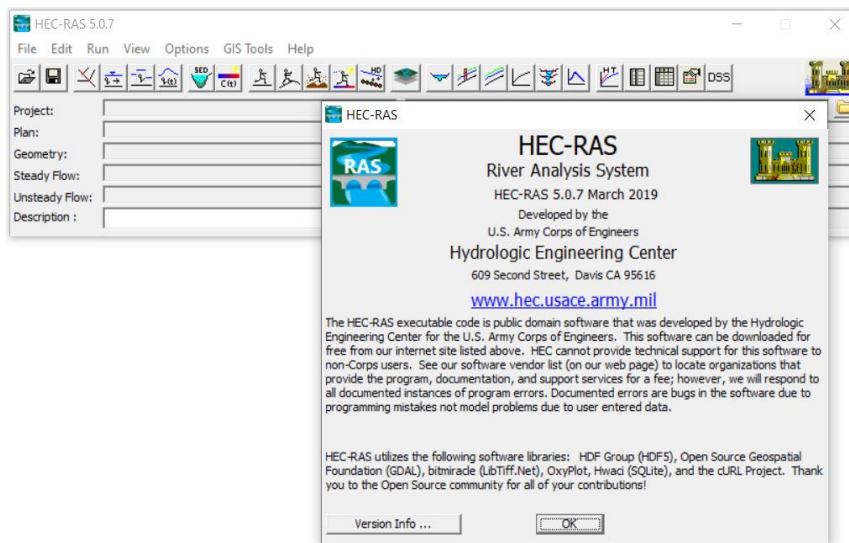 HEC-RAS 5.0.7
File Edit Run View Options GIS Tools Help
SED
C(t)
HD
HT
DSS
Project:
Plan:
Geometry:
Steady Flow:
Unsteady Flow:
Description :
HEC-RAS
RAS
HEC-RAS
River Analysis System
HEC-RAS 5.0.7 March 2019
Developed by the
U.S. Army Corps of Engineers
Hydrologic Engineering Center
609 Second Street, Davis CA 95616
www.hec.usace.army.mil
The HEC-RAS executable code is public domain software that was developed by the Hydrologic
Engineering Center for the U.S. Army Corps of Engineers. This software can be downloaded for
free from our internet site listed above. HEC cannot provide technical support for this software to
non-Corps users. See our software vendor list (on our web page) to locate organizations that
provide the program, documentation, and support services for a fee; however, we will respond to
all documented instances of program errors. Documented errors are bugs in the software due to
programming mistakes not model problems due to user entered data.
HEC-RAS utilizes the following software libraries: HDF Group (HDF5), Open Source Geospatial
Foundation (GDAL), bitmiracle (LibTiff.Net), OxyPlot, Hwaci (SQLite), and the cURL Project. Thank
you to the Open Source community for all of your contributions!
Version Info ...
OK